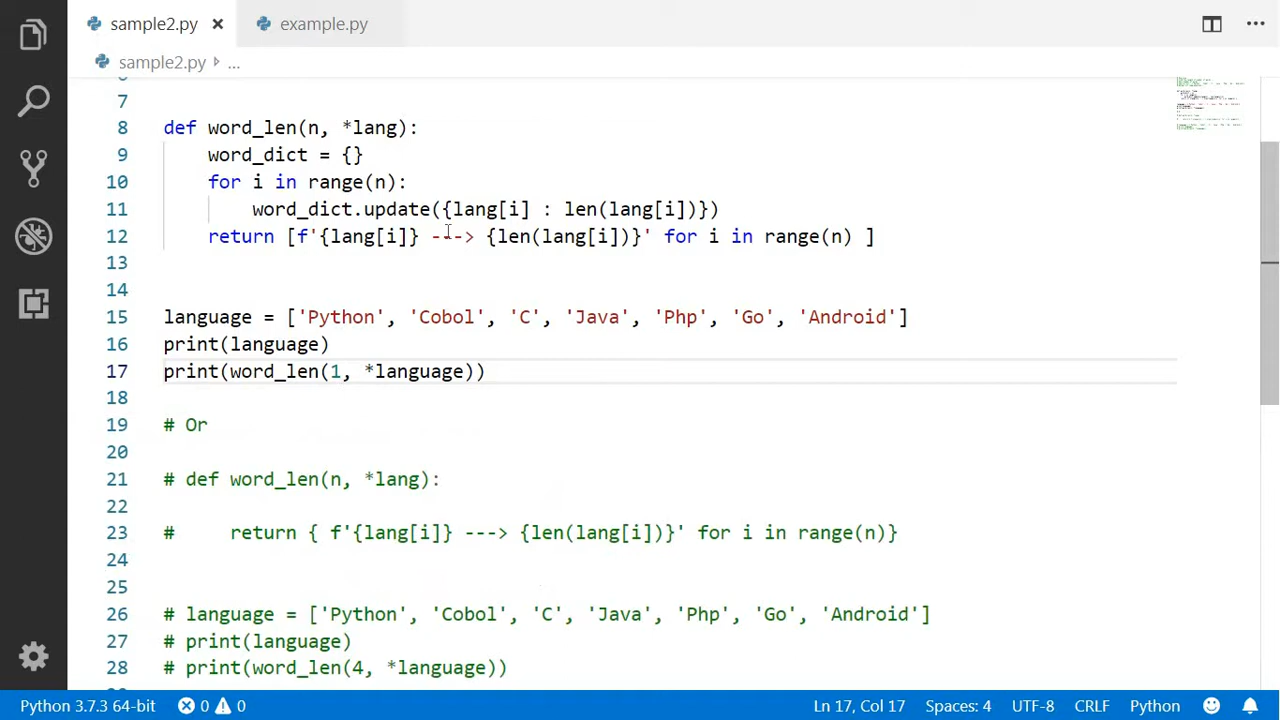 sample2.py × example.py
sample2.py ...
6
7
8 def word_len(n, *lang):
9 word_dict = {}
10 for i in range(n):
11 word_dict.update({lang[i] : len(lang[i])})
12 return [f'{lang[i]} ---> {len(lang[i])}' for i in range(n) ]
13
14
15 language = ['Python', 'Cobol', 'C', 'Java', 'Php', 'Go', 'Android']
16 print(language)
17 print(word_len(1, *language))
18
19 # Or
20
21 # def word_len(n, *lang):
22
23 # return { f'{lang[i]} ---> {len(lang[i])}' for i in range(n)}
24
25
26 # language = ['Python', 'Cobol', 'C', 'Java', 'Php', 'Go', 'Android']
27 # print(language)
28 # print(word_len(4, *language))
Python 3.7.3 64-bit 0 0 Ln 17, Col 17 Spaces: 4 UTF-8 CRLF Python